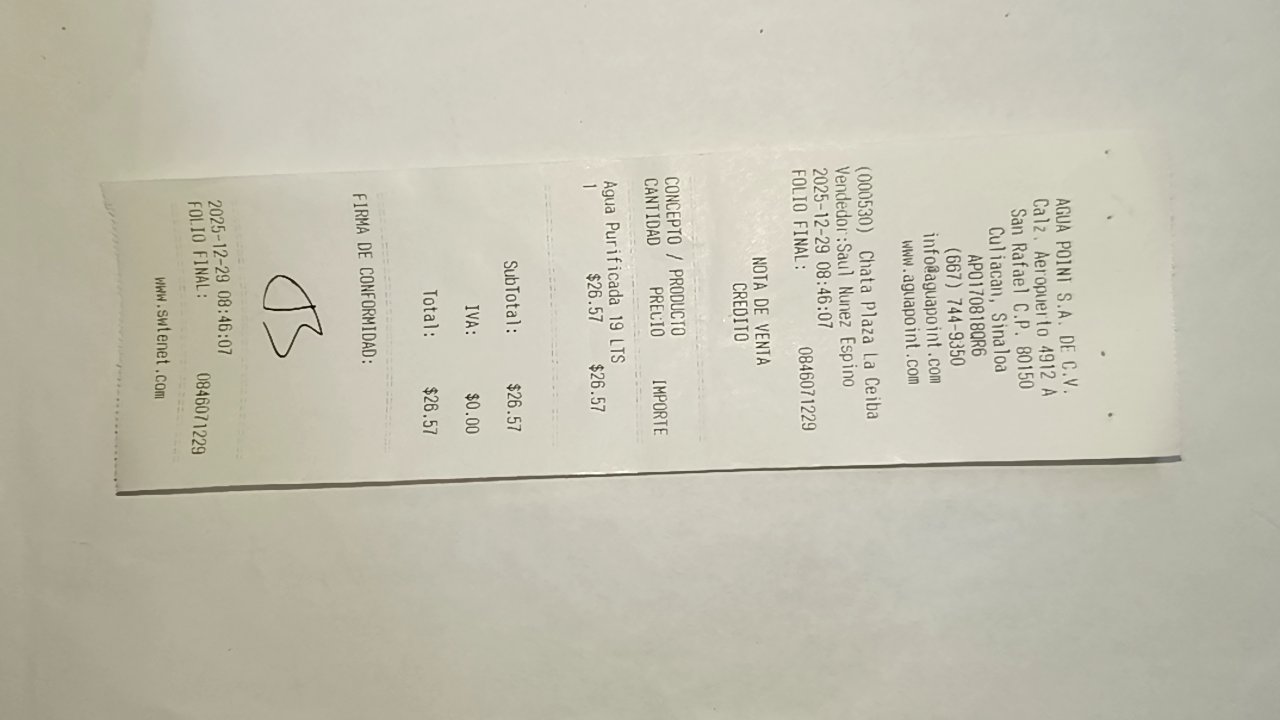 AGUA POINT S.A. DE C.V.
Calz. Aeropuerto 4912 A
San Rafael C.P. 80150
Culiacan, Sinaloa
APO170818QR6
(667) 744-9350
info@aguapoint.com
www.aguapoint.com
(000530) Chata Plaza La Ceiba
Vendedor:Saul Nunez Espino
2025-12-29 08:46:07
FOLIO FINAL: 0846071229
NOTA DE VENTA
CREDITO
CONCEPTO / PRODUCTO
CANTIDAD PRECIO IMPORTE
Agua Purificada 19 LTS
1 $26.57 $26.57
SubTotal: $26.57
IVA: $0.00
Total: $26.57
FIRMA DE CONFORMIDAD:
2025-12-29 08:46:07
FOLIO FINAL: 0846071229
www.swtenet.com